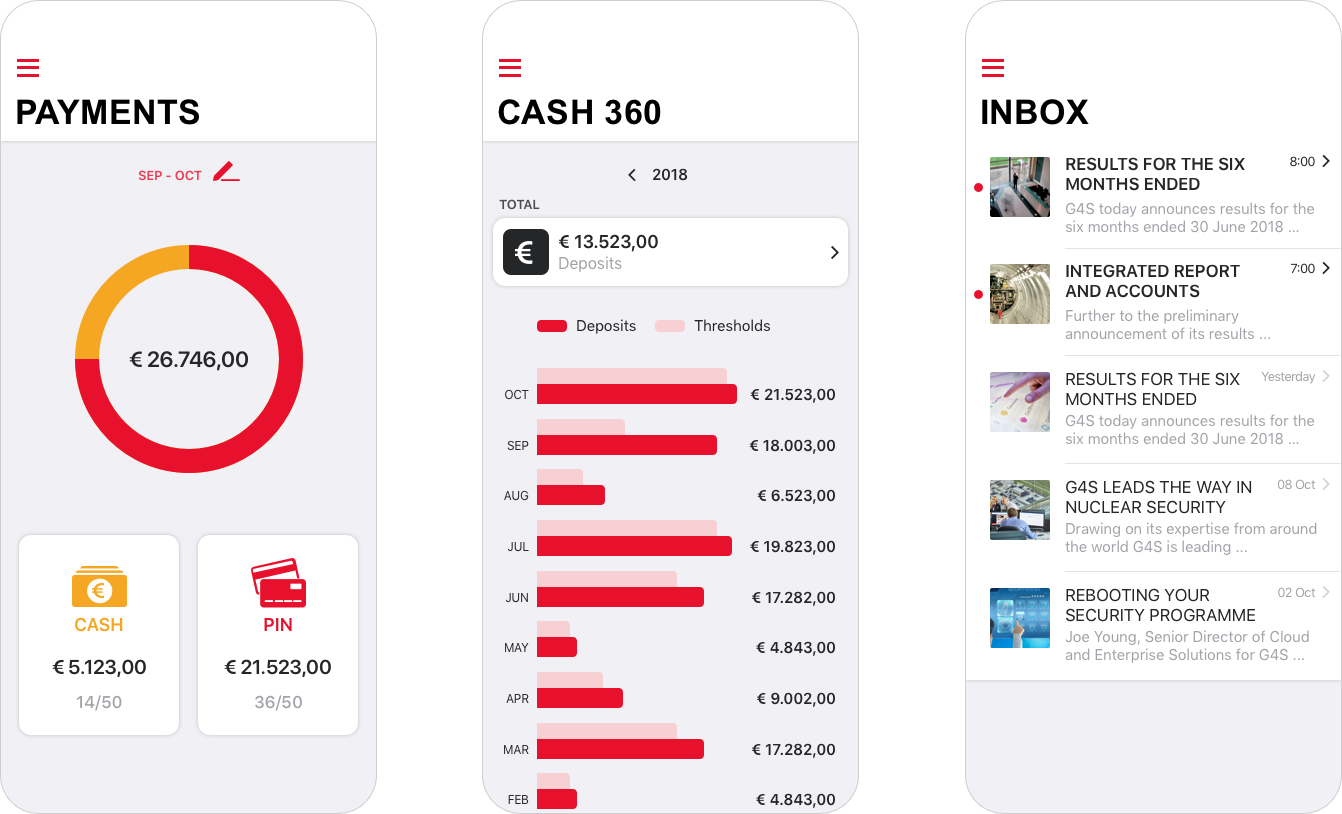 PAYMENTS
SEP - OCT
€ 26.746,00
CASH
€ 5.123,00
14/50
PIN
€ 21.523,00
36/50
CASH 360
2018
TOTAL
€
€ 13.523,00
Deposits
Deposits
Thresholds
OCT € 21.523,00
SEP € 18.003,00
AUG € 6.523,00
JUL € 19.823,00
JUN € 17.282,00
MAY € 4.843,00
APR € 9.002,00
MAR € 17.282,00
FEB € 4.843,00
INBOX
RESULTS FOR THE SIX 8:00
MONTHS ENDED
G4S today announces results for the
six months ended 30 June 2018 ...
INTEGRATED REPORT 7:00
AND ACCOUNTS
Further to the preliminary
announcement of its results ...
RESULTS FOR THE SIX Yesterday
MONTHS ENDED
G4S today announces results for the
six months ended 30 June 2018 ...
G4S LEADS THE WAY IN 08 Oct
NUCLEAR SECURITY
Drawing on its expertise from around
the world G4S is leading ...
REBOOTING YOUR 02 Oct
SECURITY PROGRAMME
Joe Young, Senior Director of Cloud
and Enterprise Solutions for G4S ...